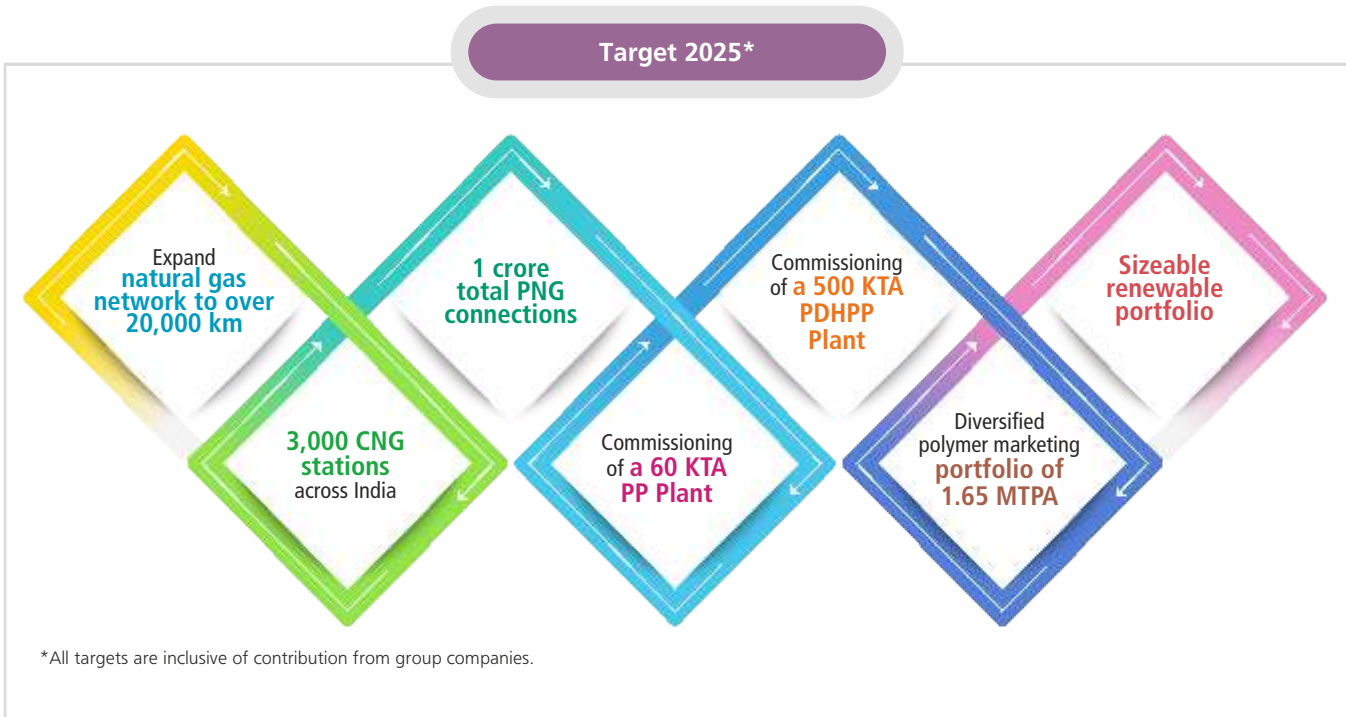 Target 2025*
Expand
natural gas
network to over
20,000 km
3,000 CNG
stations
across India
1 crore
total PNG
connections
Commissioning
of a 60 KTA
PP Plant
Commissioning
of a 500 KTA
PDHPP
Plant
Diversified
polymer marketing
portfolio of
1.65 MTPA
Sizeable
renewable
portfolio
*All targets are inclusive of contribution from group companies.